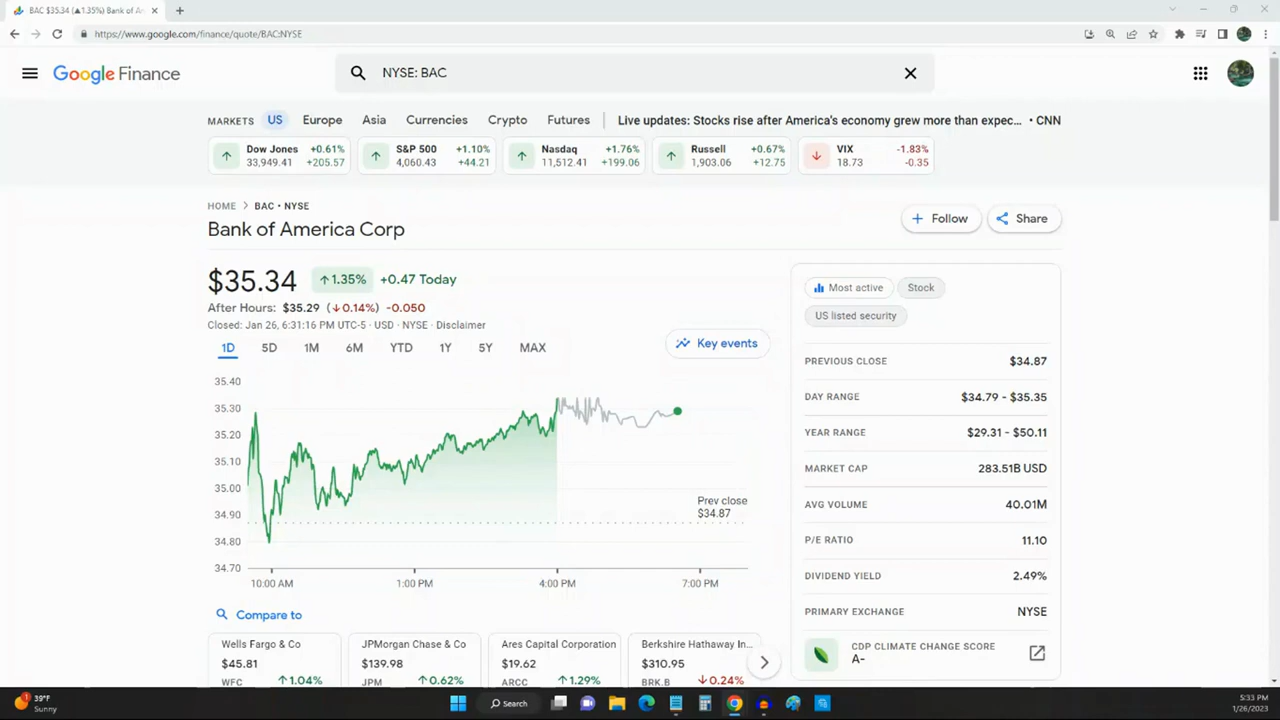 BAC $35.34 (▲1.35%) Bank of Am
https://www.google.com/finance/quote/BAC:NYSE
Google Finance
NYSE: BAC
MARKETS US Europe Asia Currencies Crypto Futures
Live updates: Stocks rise after America's economy grew more than expec... • CNN
Dow Jones +0.61%
33,949.41 +205.57
S&P 500 +1.10%
4,060.43 +44.21
Nasdaq +1.76%
11,512.41 +199.06
Russell +0.67%
1,903.06 +12.75
VIX -1.83%
18.73 -0.35
HOME > BAC • NYSE
Bank of America Corp
+ Follow
Share
$35.34 ↑1.35% +0.47 Today
After Hours: $35.29 (↓0.14%) -0.050
Closed: Jan 26, 6:31:16 PM UTC-5 · USD · NYSE · Disclaimer
1D 5D 1M 6M YTD 1Y 5Y MAX
Key events
35.40
35.30
35.20
35.10
35.00
34.90
34.80
34.70
Prev close
$34.87
10:00 AM 1:00 PM 4:00 PM 7:00 PM
Compare to
Wells Fargo & Co
$45.81
WFC ↑1.04%
JPMorgan Chase & Co
$139.98
JPM ↑0.62%
Ares Capital Corporation
$19.62
ARCC ↑1.29%
Berkshire Hathaway In...
$310.95
BRK.B ↓0.24%
Most active
Stock
US listed security
PREVIOUS CLOSE $34.87
DAY RANGE $34.79 - $35.35
YEAR RANGE $29.31 - $50.11
MARKET CAP 283.51B USD
AVG VOLUME 40.01M
P/E RATIO 11.10
DIVIDEND YIELD 2.49%
PRIMARY EXCHANGE NYSE
CDP CLIMATE CHANGE SCORE
A-
1
39°F
Sunny
Search
5:33 PM
1/26/2023